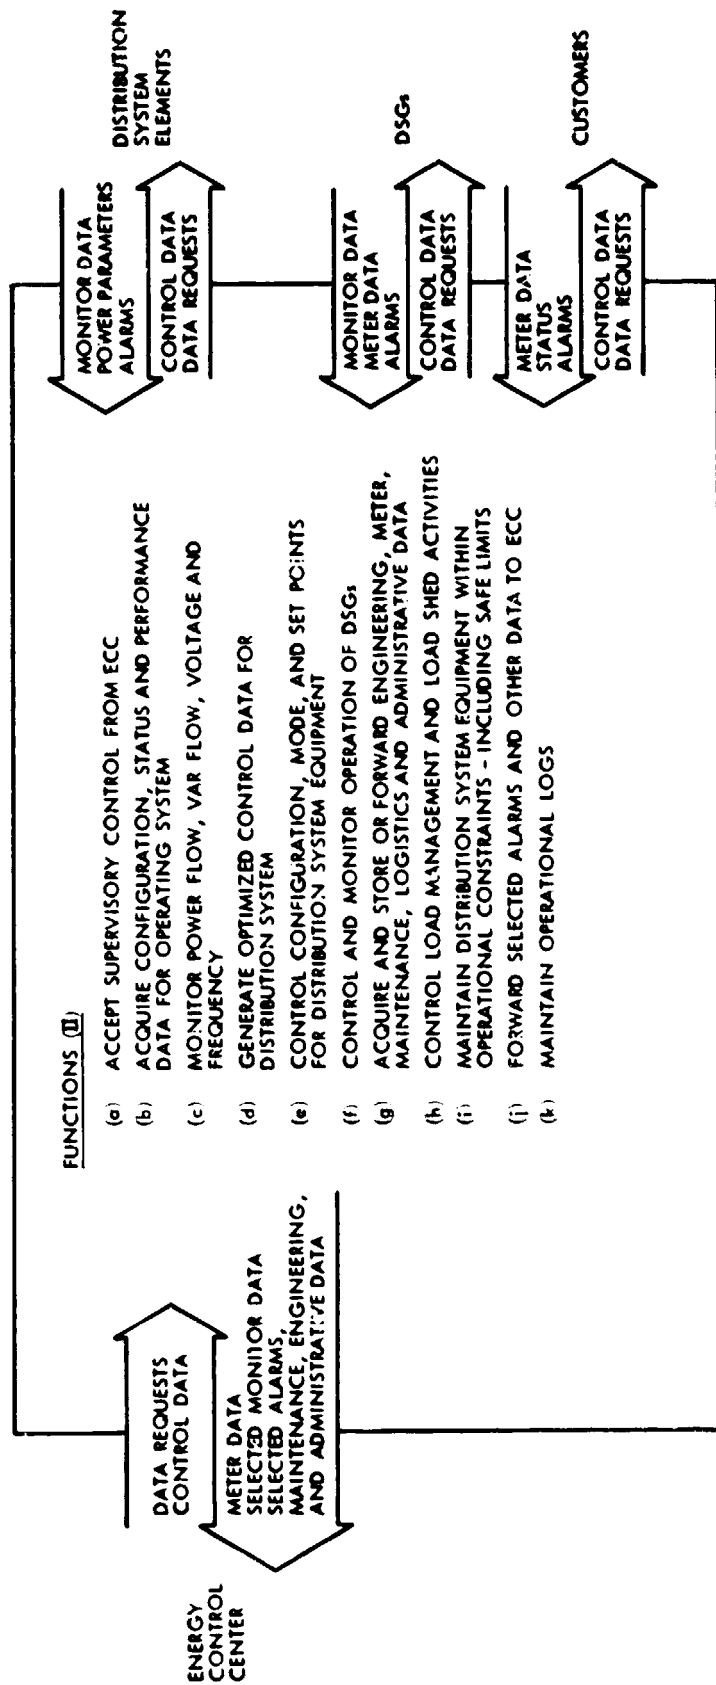 ENERGY
CONTROL
CENTER
DATA REQUESTS
CONTROL DATA
METER DATA
SELECTED MONITOR DATA
SELECTED ALARMS,
MAINTENANCE, ENGINEERING,
AND ADMINISTRATIVE DATA
FUNCTIONS (II)
(a) ACCEPT SUPERVISORY CONTROL FROM ECC
(b) ACQUIRE CONFIGURATION, STATUS AND PERFORMANCE
DATA FOR OPERATING SYSTEM
(c) MONITOR POWER FLOW, VAR FLOW, VOLTAGE AND
FREQUENCY
(d) GENERATE OPTIMIZED CONTROL DATA FOR
DISTRIBUTION SYSTEM
(e) CONTROL CONFIGURATION, MODE, AND SET POINTS
FOR DISTRIBUTION SYSTEM EQUIPMENT
(f) CONTROL AND MONITOR OPERATION OF DSGs
(g) ACQUIRE AND STORE OR FORWARD ENGINEERING, METER,
MAINTENANCE, LOGISTICS AND ADMINISTRATIVE DATA
(h) CONTROL LOAD MANAGEMENT AND LOAD SHED ACTIVITIES
(i) MAINTAIN DISTRIBUTION SYSTEM EQUIPMENT WITHIN
OPERATIONAL CONSTRAINTS - INCLUDING SAFE LIMITS
(j) FORWARD SELECTED ALARMS AND OTHER DATA TO ECC
(k) MAINTAIN OPERATIONAL LOGS
MONITOR DATA
POWER PARAMETERS
ALARMS
CONTROL DATA
DATA REQUESTS
DISTRIBUTION
SYSTEM
ELEMENTS
MONITOR DATA
METER DATA
ALARMS
CONTROL DATA
DATA REQUESTS
DSGs
METER DATA
STATUS
ALARMS
CONTROL DATA
DATA REQUESTS
CUSTOMERS